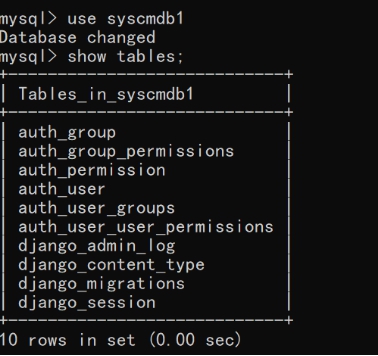 mysql> use syscmdb1
Database changed
mysql> show tables;
+----------------------------+
| Tables_in_syscmdb1         |
+----------------------------+
| auth_group                 |
| auth_group_permissions     |
| auth_permission            |
| auth_user                  |
| auth_user_groups           |
| auth_user_user_permissions |
| django_admin_log           |
| django_content_type        |
| django_migrations          |
| django_session             |
+----------------------------+
10 rows in set (0.00 sec)